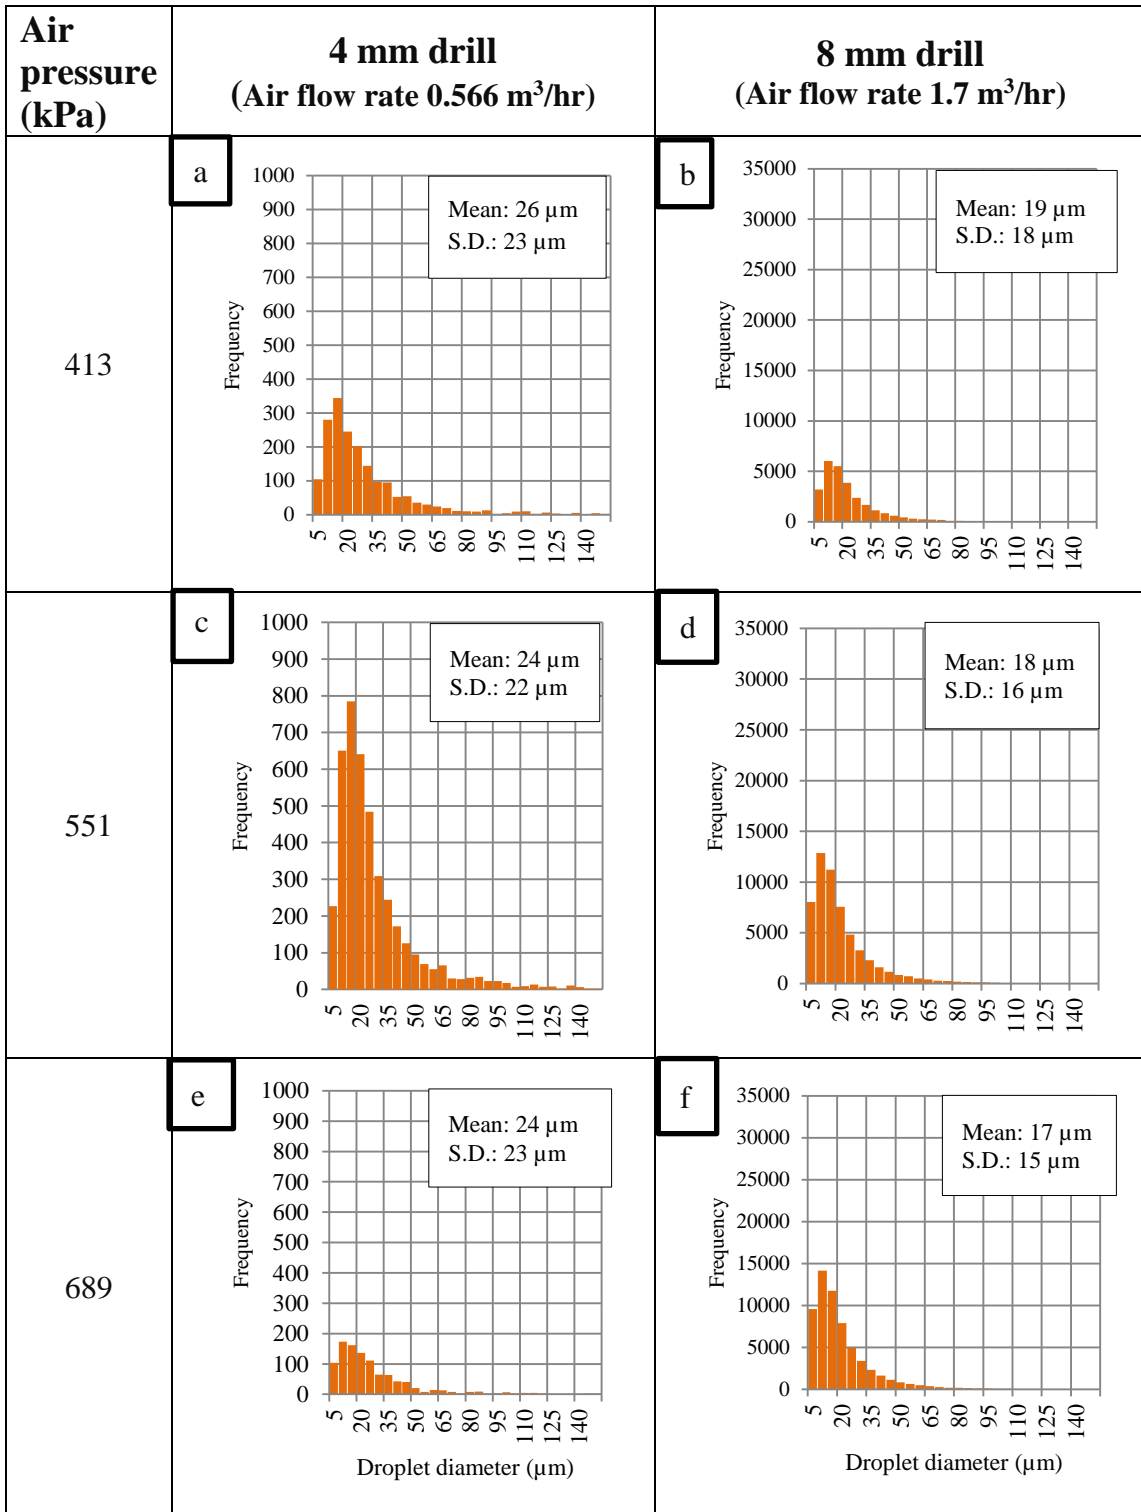 Air
pressure
(kPa)
4 mm drill
(Air flow rate 0.566 m³/hr)
8 mm drill
(Air flow rate 1.7 m³/hr)
413
a
1000
900
800
700
600
500
400
300
200
100
0
Frequency
Mean: 26 µm
S.D.: 23 µm
5 20 35 50 65 80 95 110 125 140
b
35000
30000
25000
20000
15000
10000
5000
0
Frequency
Mean: 19 µm
S.D.: 18 µm
5 20 35 50 65 80 95 110 125 140
551
c
1000
900
800
700
600
500
400
300
200
100
0
Frequency
Mean: 24 µm
S.D.: 22 µm
5 20 35 50 65 80 95 110 125 140
d
35000
30000
25000
20000
15000
10000
5000
0
Frequency
Mean: 18 µm
S.D.: 16 µm
5 20 35 50 65 80 95 110 125 140
689
e
1000
900
800
700
600
500
400
300
200
100
0
Frequency
Mean: 24 µm
S.D.: 23 µm
5 20 35 50 65 80 95 110 125 140
Droplet diameter (µm)
f
35000
30000
25000
20000
15000
10000
5000
0
Frequency
Mean: 17 µm
S.D.: 15 µm
5 20 35 50 65 80 95 110 125 140
Droplet diameter (µm)